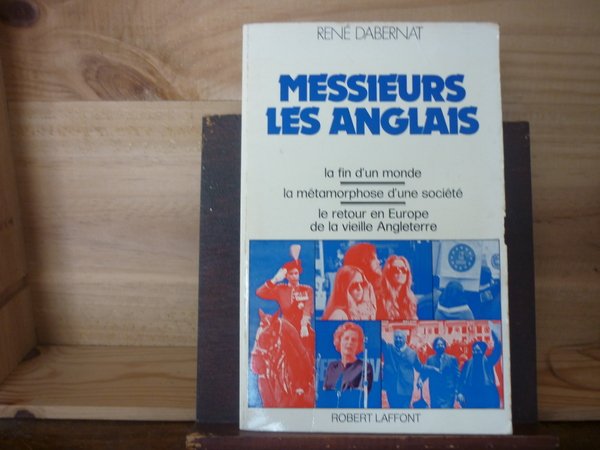 RENÉ DABERNAT
MESSIEURS
LES ANGLAIS
la fin d'un monde
la métamorphose d'une société
le retour en Europe
de la vieille Angleterre
ROBERT LAFFONT